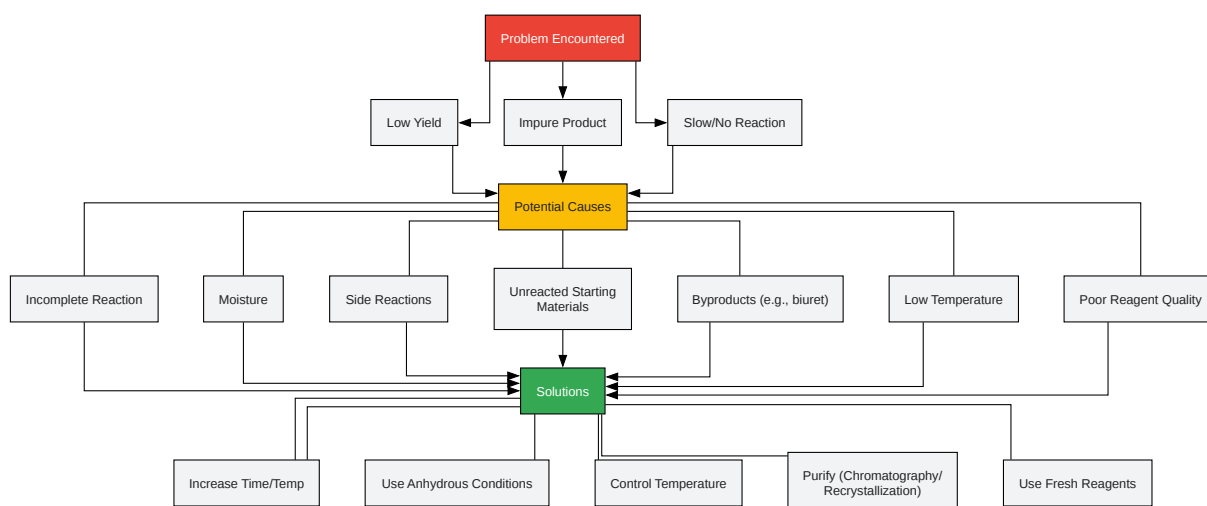 Problem Encountered
Low Yield
Impure Product
Slow/No Reaction
Potential Causes
Incomplete Reaction
Moisture
Side Reactions
Unreacted Starting
Materials
Byproducts (e.g., biuret)
Low Temperature
Poor Reagent Quality
Solutions
Increase Time/Temp
Use Anhydrous Conditions
Control Temperature
Purify (Chromatography/
Recrystallization)
Use Fresh Reagents